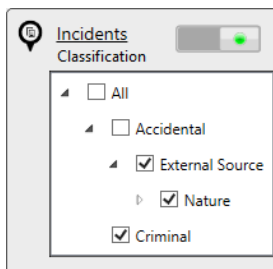 Incidents
Classification
All
Accidental
External Source
Nature
Criminal